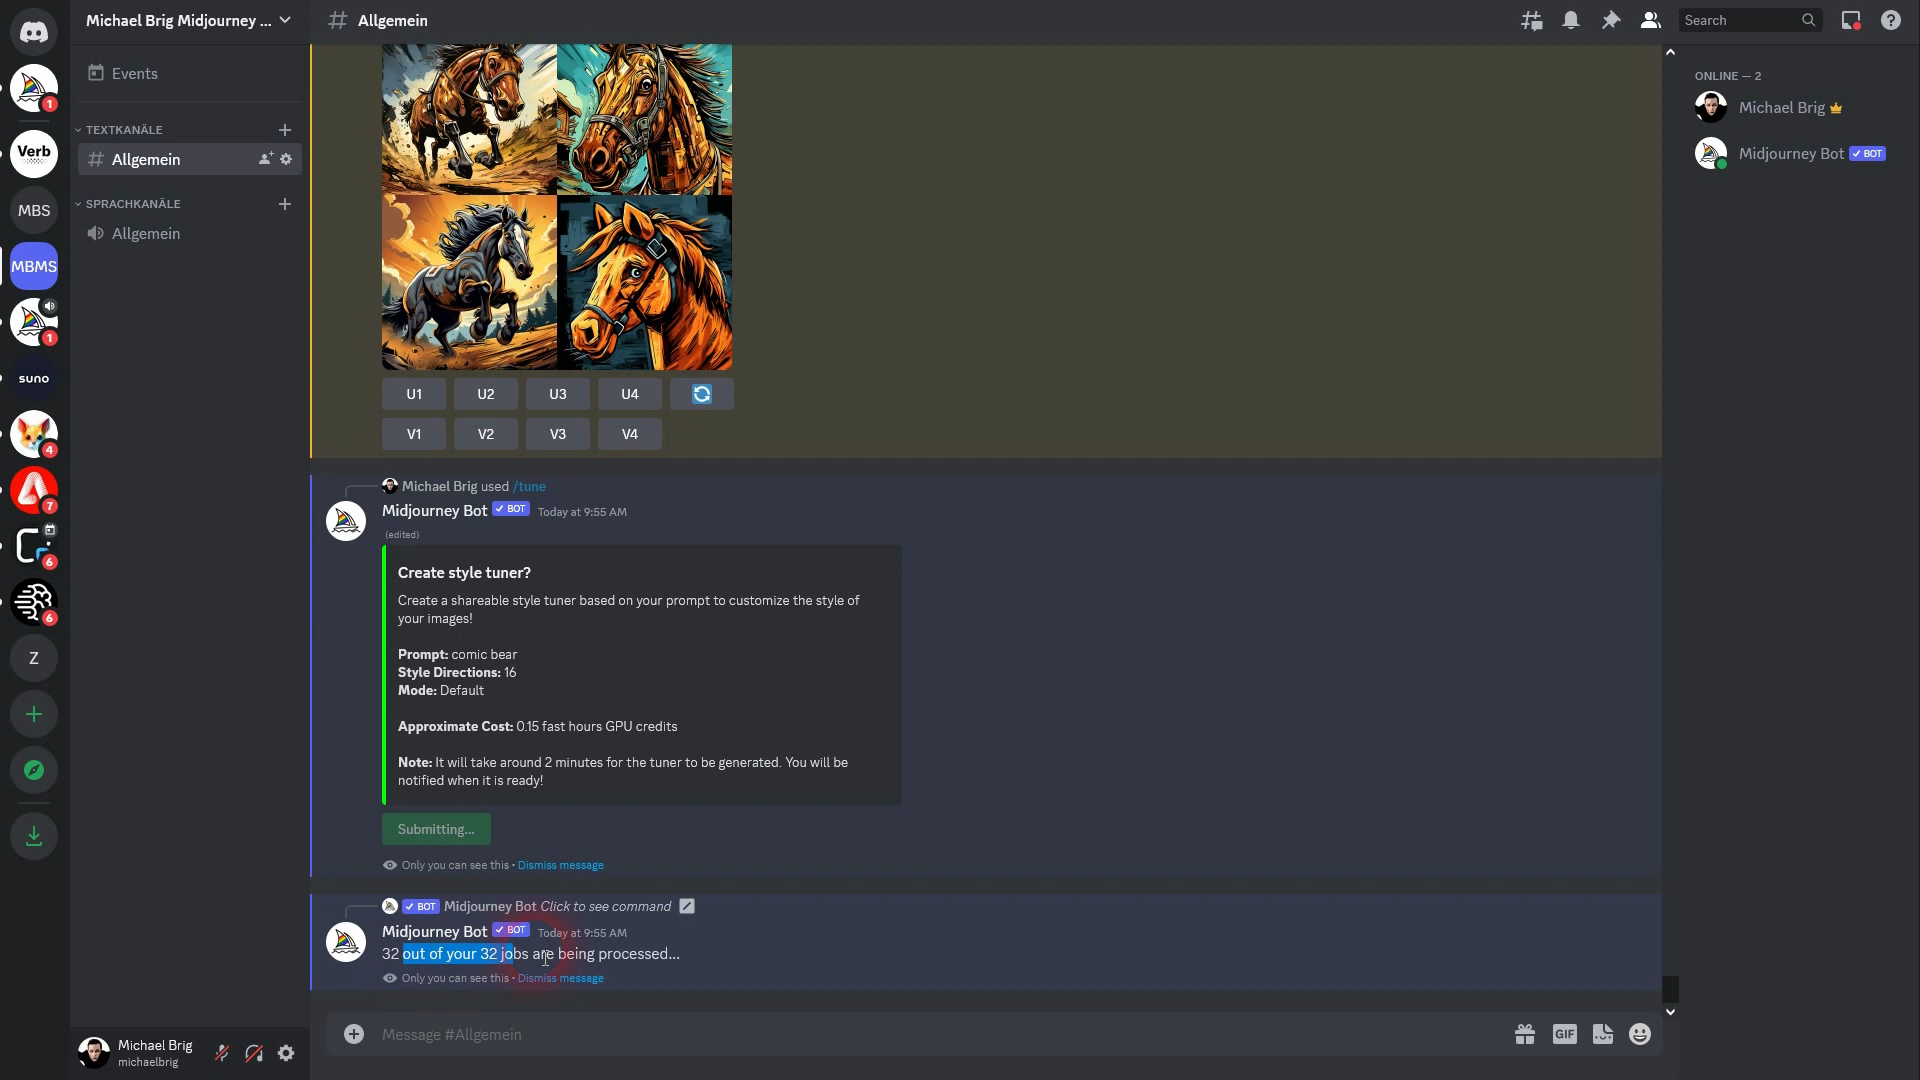 Michael Brig Midjourney ...
Allgemein
Search
1
Events
TEXTKANÄLE
Verb
Allgemein
MBS
SPRACHKANÄLE
Allgemein
MBMS
1
suno
4
7
6
6
Z
ONLINE — 2
Michael Brig
Midjourney Bot BOT
U1 U2 U3 U4
V1 V2 V3 V4
Michael Brig used /tune
Midjourney Bot BOT Today at 9:55 AM
(edited)
Create style tuner?
Create a shareable style tuner based on your prompt to customize the style of
your images!
Prompt: comic bear
Style Directions: 16
Mode: Default
Approximate Cost: 0.15 fast hours GPU credits
Note: It will take around 2 minutes for the tuner to be generated. You will be
notified when it is ready!
Submitting...
Only you can see this • Dismiss message
BOT Midjourney Bot Click to see command
Midjourney Bot BOT Today at 9:55 AM
32 out of your 32 jobs are being processed...
Only you can see this • Dismiss message
Message #Allgemein
GIF
Michael Brig
michaelbrig